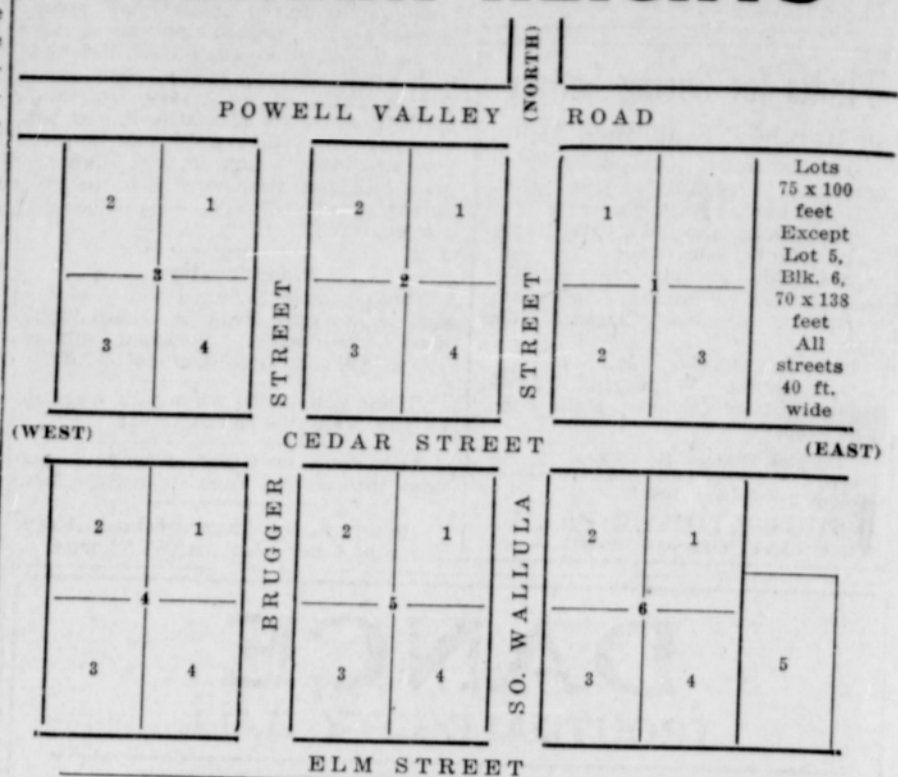 (NORTH)
POWELL VALLEY ROAD
2 1
3
3 4
STREET
2 1
2
3 4
STREET
1
1
2 3
Lots
75 x 100
feet
Except
Lot 5,
Blk. 6,
70 x 138
feet
All
streets
40 ft.
wide
(WEST)
CEDAR STREET
(EAST)
2 1
4
3 4
BRUGGER
2 1
5
3 4
SO. WALLULA
2 1
6
3 4
5
ELM STREET